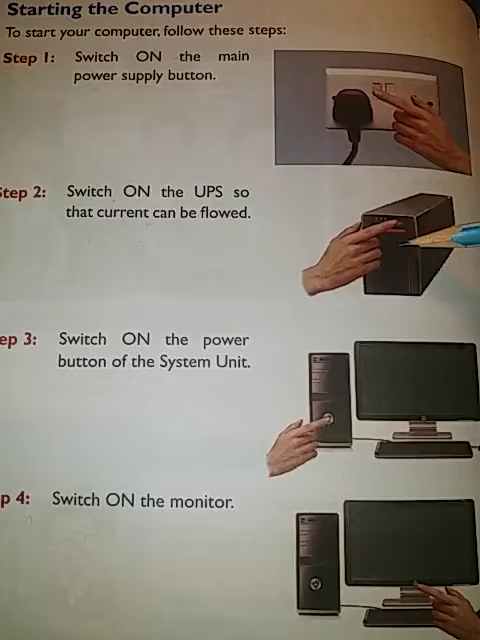 Starting the Computer
To start your computer, follow these steps:
Step 1: Switch ON the main
power supply button.
Step 2: Switch ON the UPS so
that current can be flowed.
ep 3: Switch ON the power
button of the System Unit.
p 4: Switch ON the monitor.